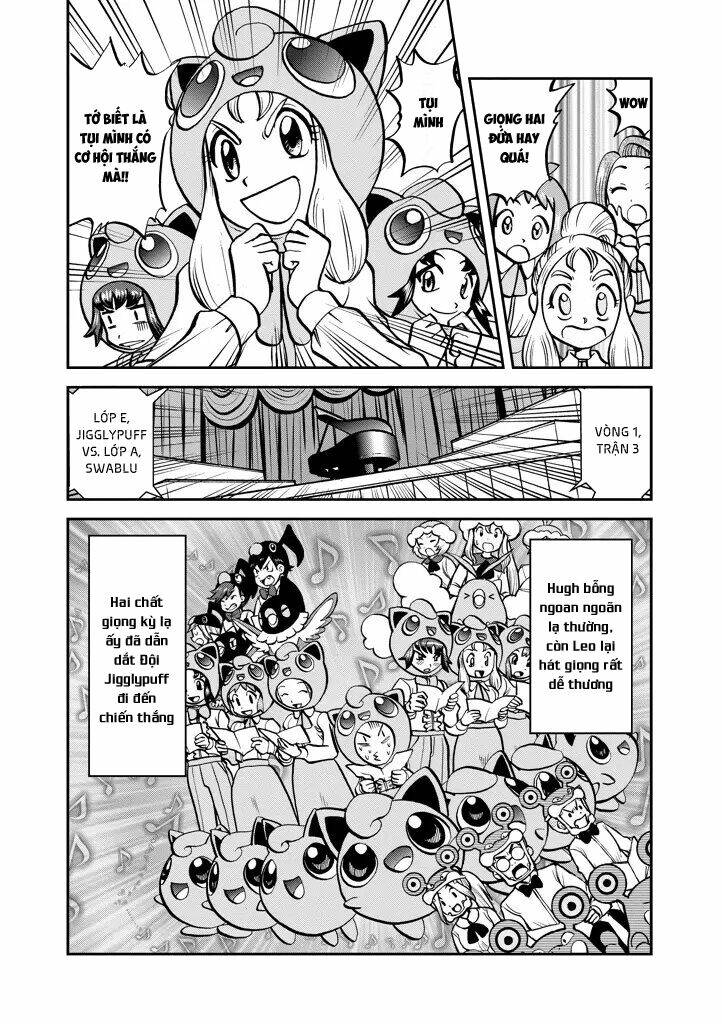 WOW
GIỌNG HAI
ĐỨA HAY
QUÁ!
TỤI
MÌNH
TỚ BIẾT LÀ
TỤI MÌNH CÓ
CƠ HỘI THẮNG
MÀ!!
VÒNG 1,
TRẬN 3
LỚP E,
JIGGLYPUFF
VS. LỚP A,
SWABLU
Hugh bỗng
ngoan ngoãn
lạ thường,
còn Leo lại
hát giọng rất
dễ thương
Hai chất
giọng kỳ lạ
ấy đã dẫn
dắt Đội
Jigglypuff
đi đến
chiến thắng